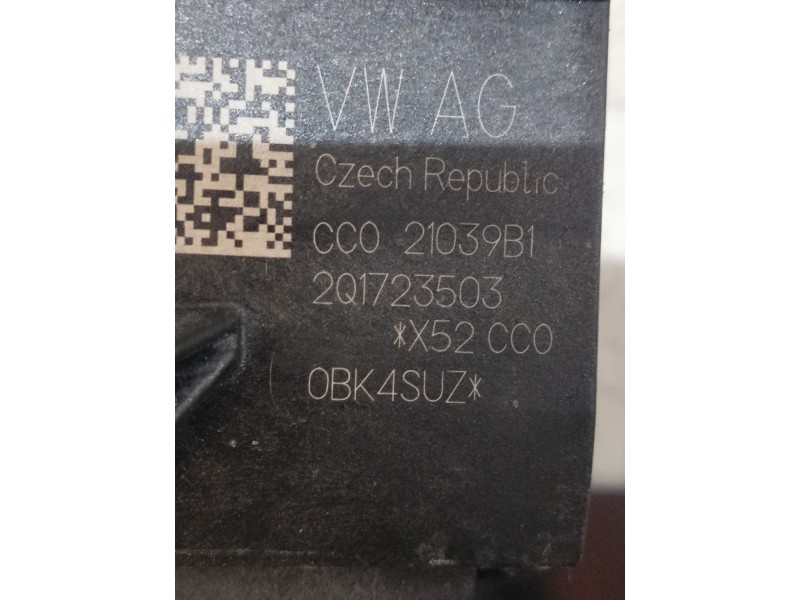 VW AG
Czech Republic
CC0 21039B1
2Q1723503
*X52 CC0
0BK4SUZ*